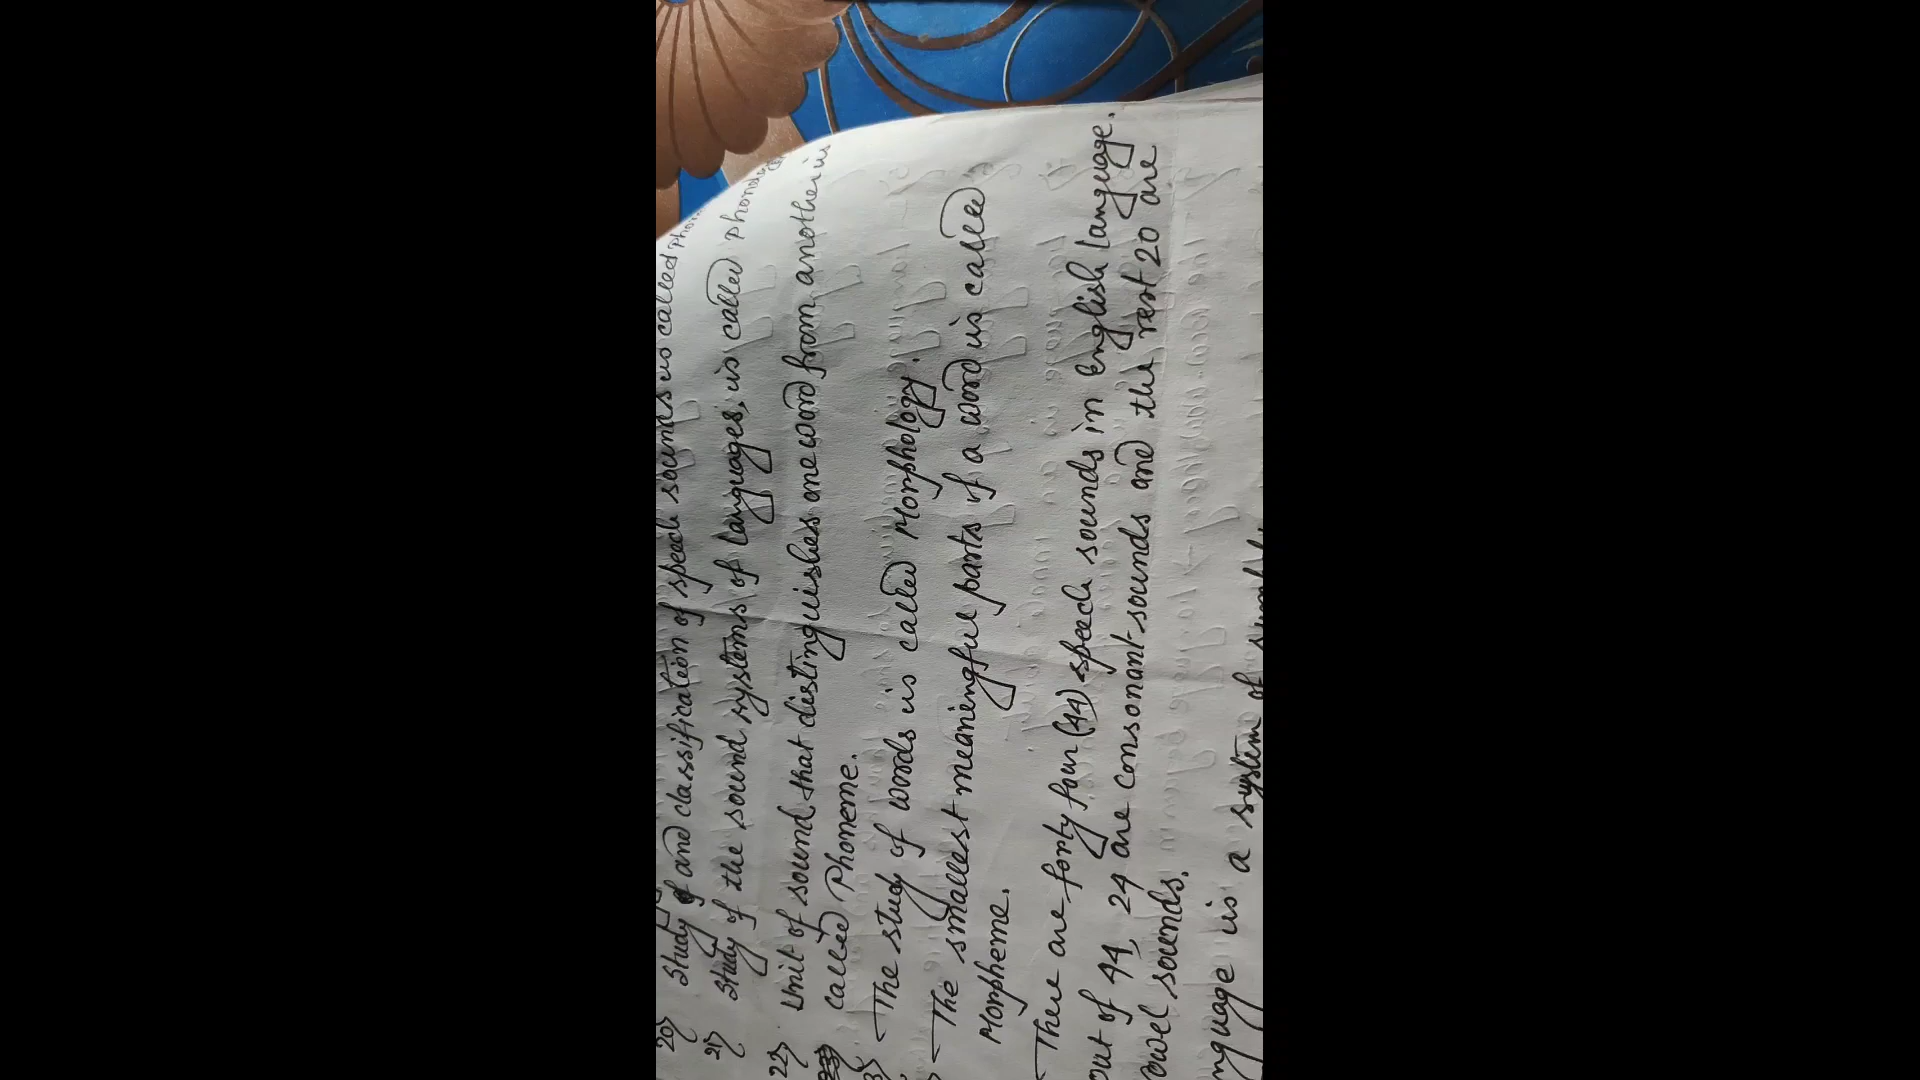 20) Study of and classification of speech sounds is called
21) Study of the sound systems of languages, is called
22) Unit of sound that distinguishes one word from another is
called Phoneme.
The study of words is called Morphology.
The smallest meaningful parts of a word is called
Morpheme.
There are forty four (44) speech sounds in English language.
out of 44, 24 are consonant sounds and the rest 20 are
owel sounds.
nguage is a system of